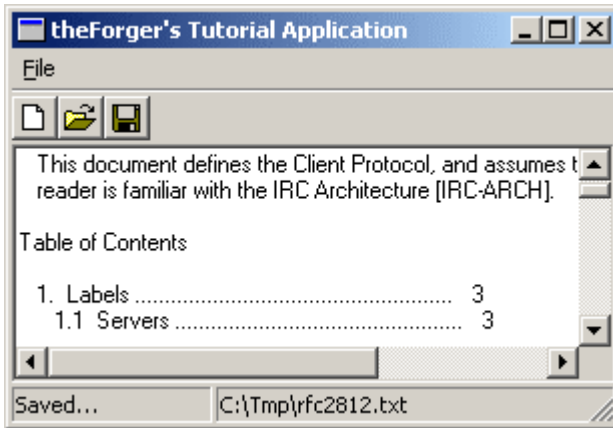 theForger's Tutorial Application
File
This document defines the Client Protocol, and assumes t
reader is familiar with the IRC Architecture [IRC-ARCH].
Table of Contents
1. Labels ..................................................... 3
1.1 Servers ................................................ 3
Saved... C:\Tmp\rfc2812.txt